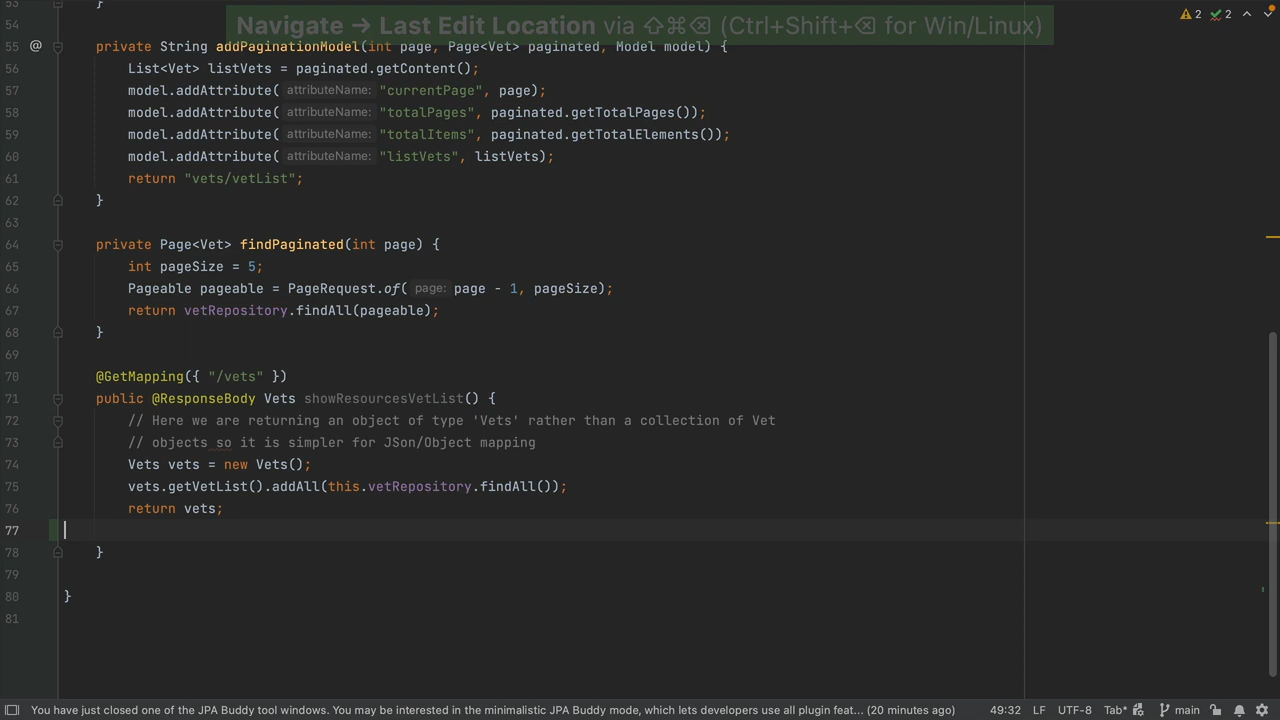 53 }
Navigate → Last Edit Location via ⇧⌘⌫ (Ctrl+Shift+⌫ for Win/Linux)
2 2
54
55 @ private String addPaginationModel(int page, Page<Vet> paginated, Model model) {
56 List<Vet> listVets = paginated.getContent();
57 model.addAttribute( attributeName: "currentPage", page);
58 model.addAttribute( attributeName: "totalPages", paginated.getTotalPages());
59 model.addAttribute( attributeName: "totalItems", paginated.getTotalElements());
60 model.addAttribute( attributeName: "listVets", listVets);
61 return "vets/vetList";
62 }
63
64 private Page<Vet> findPaginated(int page) {
65 int pageSize = 5;
66 Pageable pageable = PageRequest.of( page: page - 1, pageSize);
67 return vetRepository.findAll(pageable);
68 }
69
70 @GetMapping({ "/vets" })
71 public @ResponseBody Vets showResourcesVetList() {
72 // Here we are returning an object of type 'Vets' rather than a collection of Vet
73 // objects so it is simpler for JSon/Object mapping
74 Vets vets = new Vets();
75 vets.getVetList().addAll(this.vetRepository.findAll());
76 return vets;
77
78 }
79
80 }
81
You have just closed one of the JPA Buddy tool windows. You may be interested in the minimalistic JPA Buddy mode, which lets developers use all plugin feat... (20 minutes ago) 49:32 LF UTF-8 Tab* main